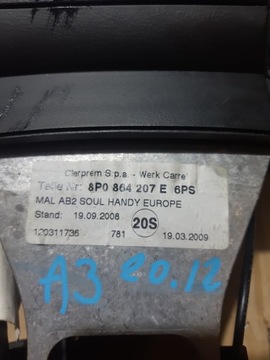 Cierprem S.p.a. - Werk Carre'
Teile Nr: 8P0 864 207 E 6PS
MAL AB2 SOUL HANDY EUROPE
Stand: 19.09.2008 20S
120311736 781 19.03.2009
A3 20.12